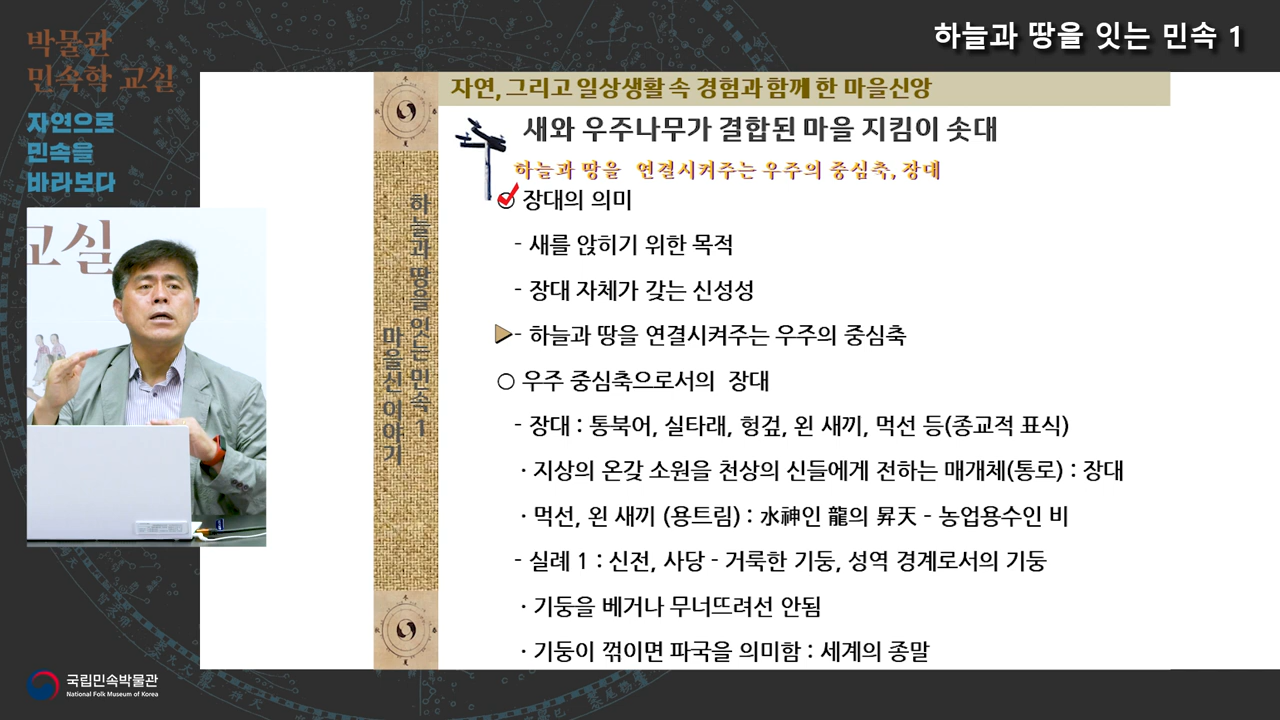 하늘과 땅을 잇는 민속 1
박물관
민속학 교실
자연으로
민속을
바라보다
교실
하늘과 땅을 잇는 민속 1
마을신 이야기
자연, 그리고 일상생활 속 경험과 함께 한 마을신앙
새와 우주나무가 결합된 마을 지킴이 솟대
하늘과 땅을 연결시켜주는 우주의 중심축, 장대
장대의 의미
- 새를 앉히기 위한 목적
- 장대 자체가 갖는 신성성
- 하늘과 땅을 연결시켜주는 우주의 중심축
○ 우주 중심축으로서의 장대
- 장대 : 통북어, 실타래, 헝겊, 왼 새끼, 먹선 등(종교적 표식)
· 지상의 온갖 소원을 천상의 신들에게 전하는 매개체(통로) : 장대
· 먹선, 왼 새끼 (용트림) : 水神인 龍의 昇天 - 농업용수인 비
- 실례 1 : 신전, 사당 - 거룩한 기둥, 성역 경계로서의 기둥
· 기둥을 베거나 무너뜨려선 안됨
· 기둥이 꺾이면 파국을 의미함 : 세계의 종말
국립민속박물관
National Folk Museum of Korea